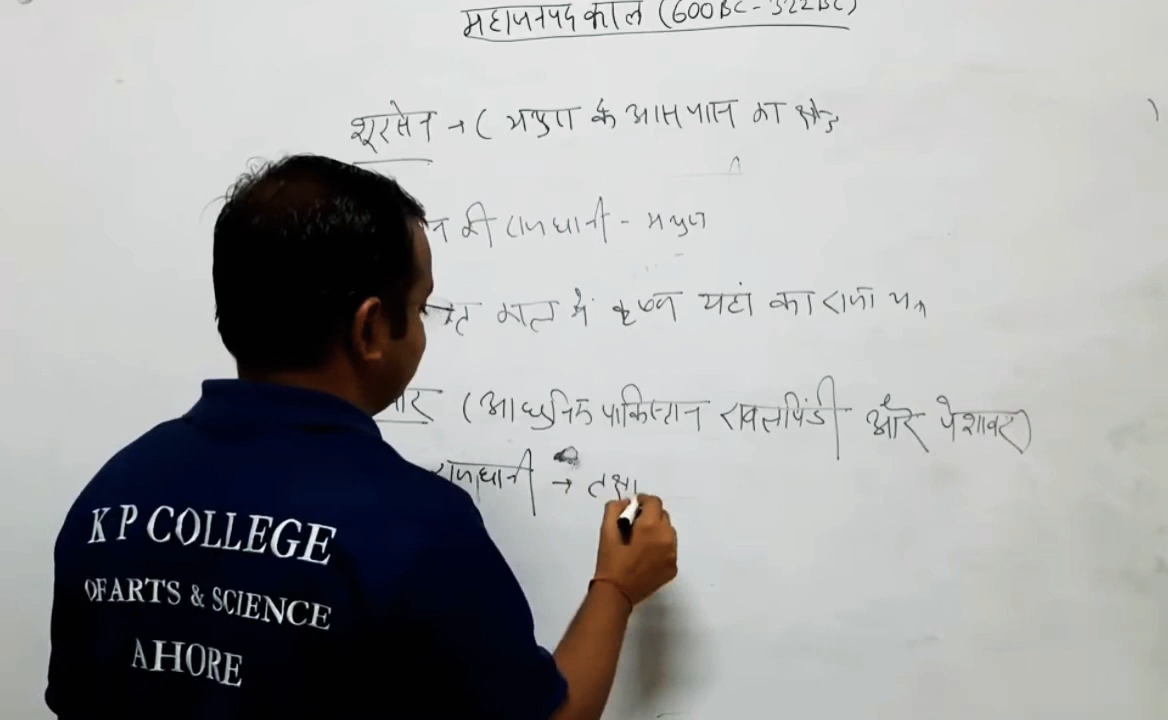 महाजनपद काल (600BC-322BC)
शूरसेन → ( मथुरा के आसपास का क्षेत्र
की राजधानी - मथुरा
में कृष्ण यहां का राजा था
(आधुनिक पाकिस्तान रावलपिंडी और पेशावर)
राजधानी → तक्षा
K P COLLEGE
OF ARTS & SCIENCE
AHORE